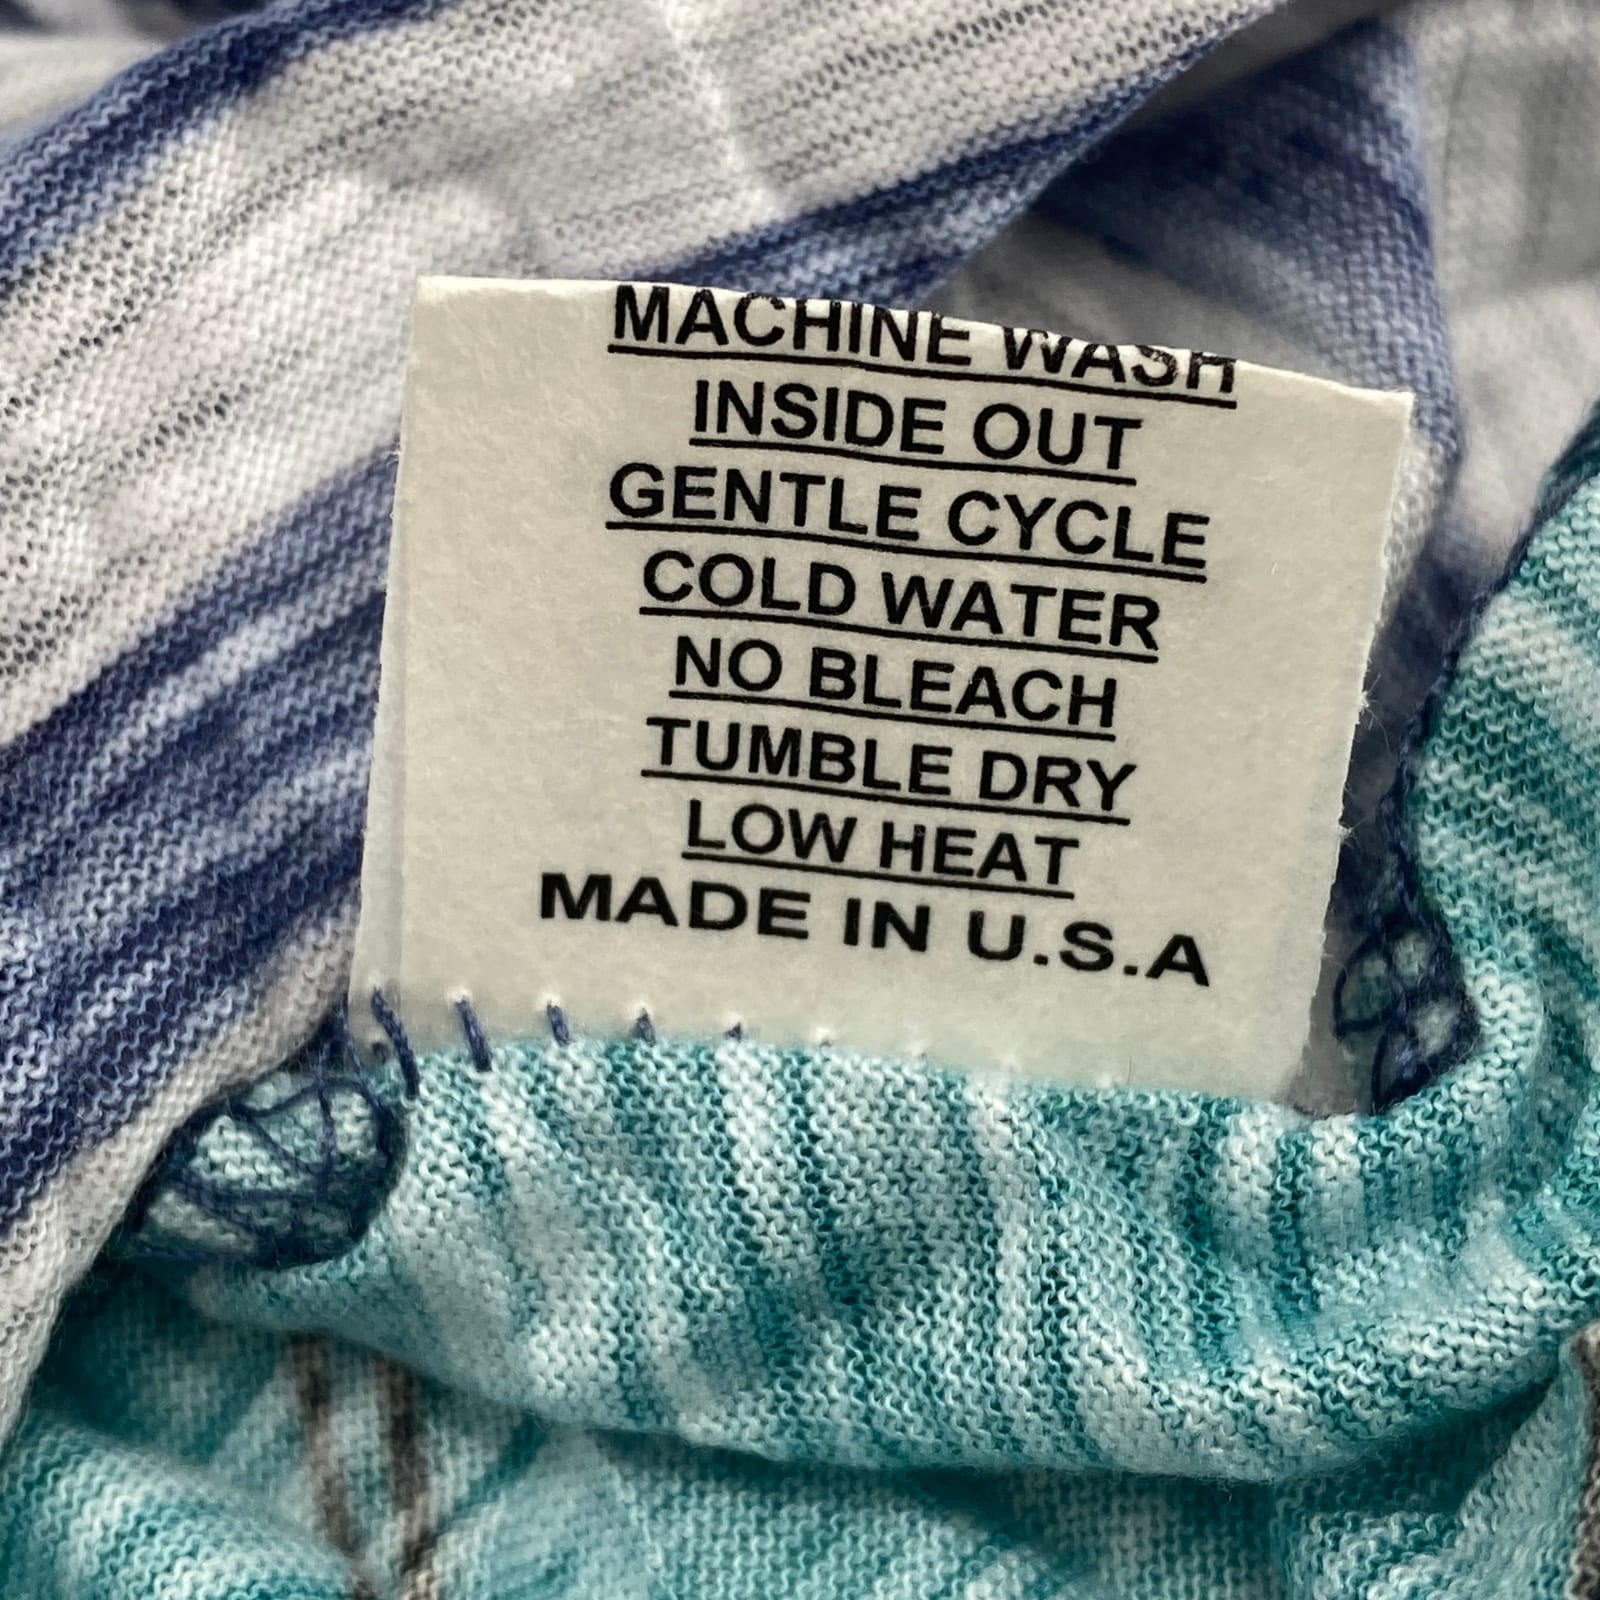 MACHINE WASH
INSIDE OUT
GENTLE CYCLE
COLD WATER
NO BLEACH
TUMBLE DRY
LOW HEAT
MADE IN U.S.A